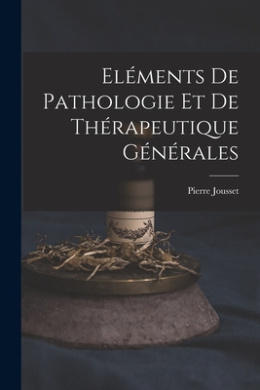 Eléments De
Pathologie Et De
Thérapeutique
Générales
Pierre Jousset